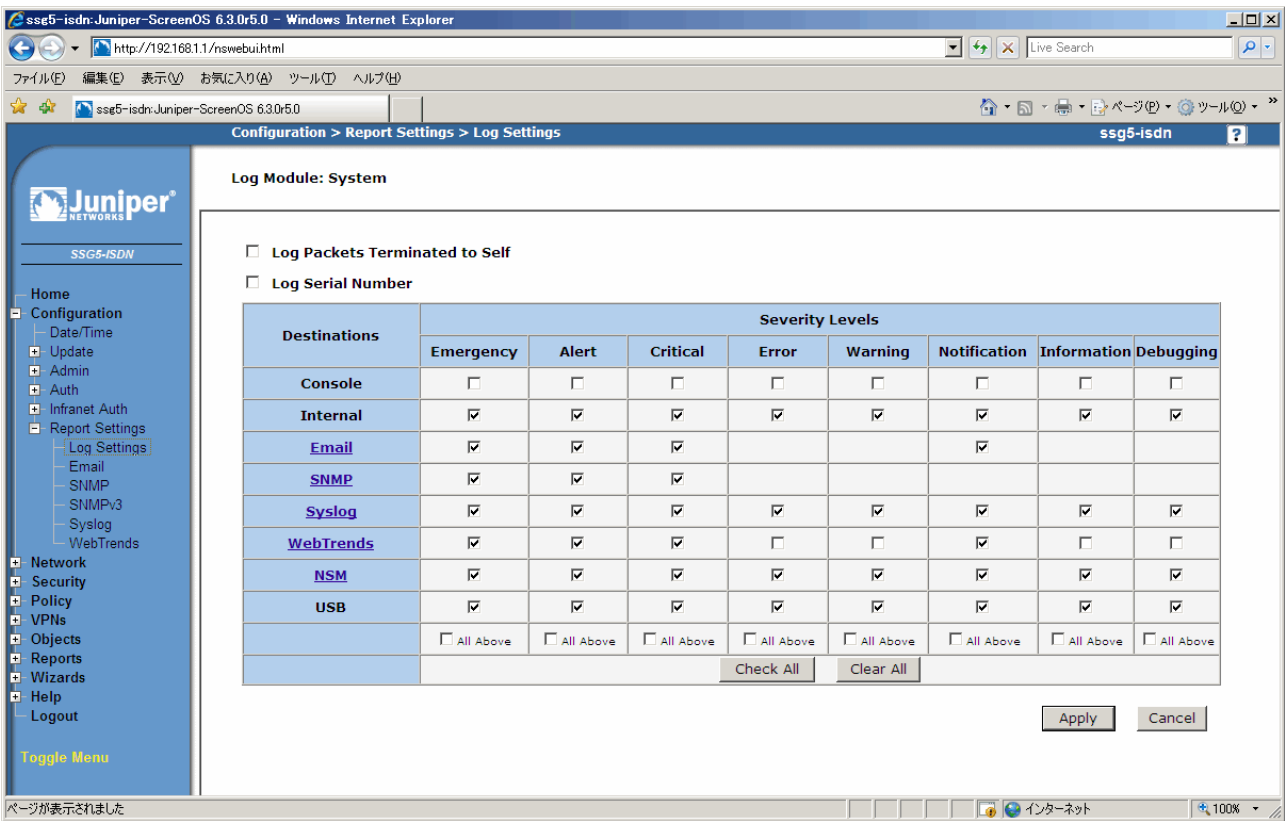 ssg5-isdn:Juniper-ScreenOS 6.3.0r5.0 - Windows Internet Explorer
http://192.168.1.1/nswebui.html
Live Search
ファイル(F) 編集(E) 表示(V) お気に入り(A) ツール(T) ヘルプ(H)
ssg5-isdn:Juniper-ScreenOS 6.3.0r5.0
ページ(P) ツール(O) »
Configuration > Report Settings > Log Settings
ssg5-isdn ?
Juniper®
NETWORKS
SSG5-ISDN
Home
Configuration
Date/Time
Update
Admin
Auth
Infranet Auth
Report Settings
Log Settings
Email
SNMP
SNMPv3
Syslog
WebTrends
Network
Security
Policy
VPNs
Objects
Reports
Wizards
Help
Logout
Toggle Menu
Log Module: System
Log Packets Terminated to Self
Log Serial Number
Destinations
Severity Levels
Emergency Alert Critical Error Warning Notification Information Debugging
Console
Internal
Email
SNMP
Syslog
WebTrends
NSM
USB
All Above All Above All Above All Above All Above All Above All Above All Above
Check All Clear All
Apply Cancel
ページが表示されました
インターネット
100%